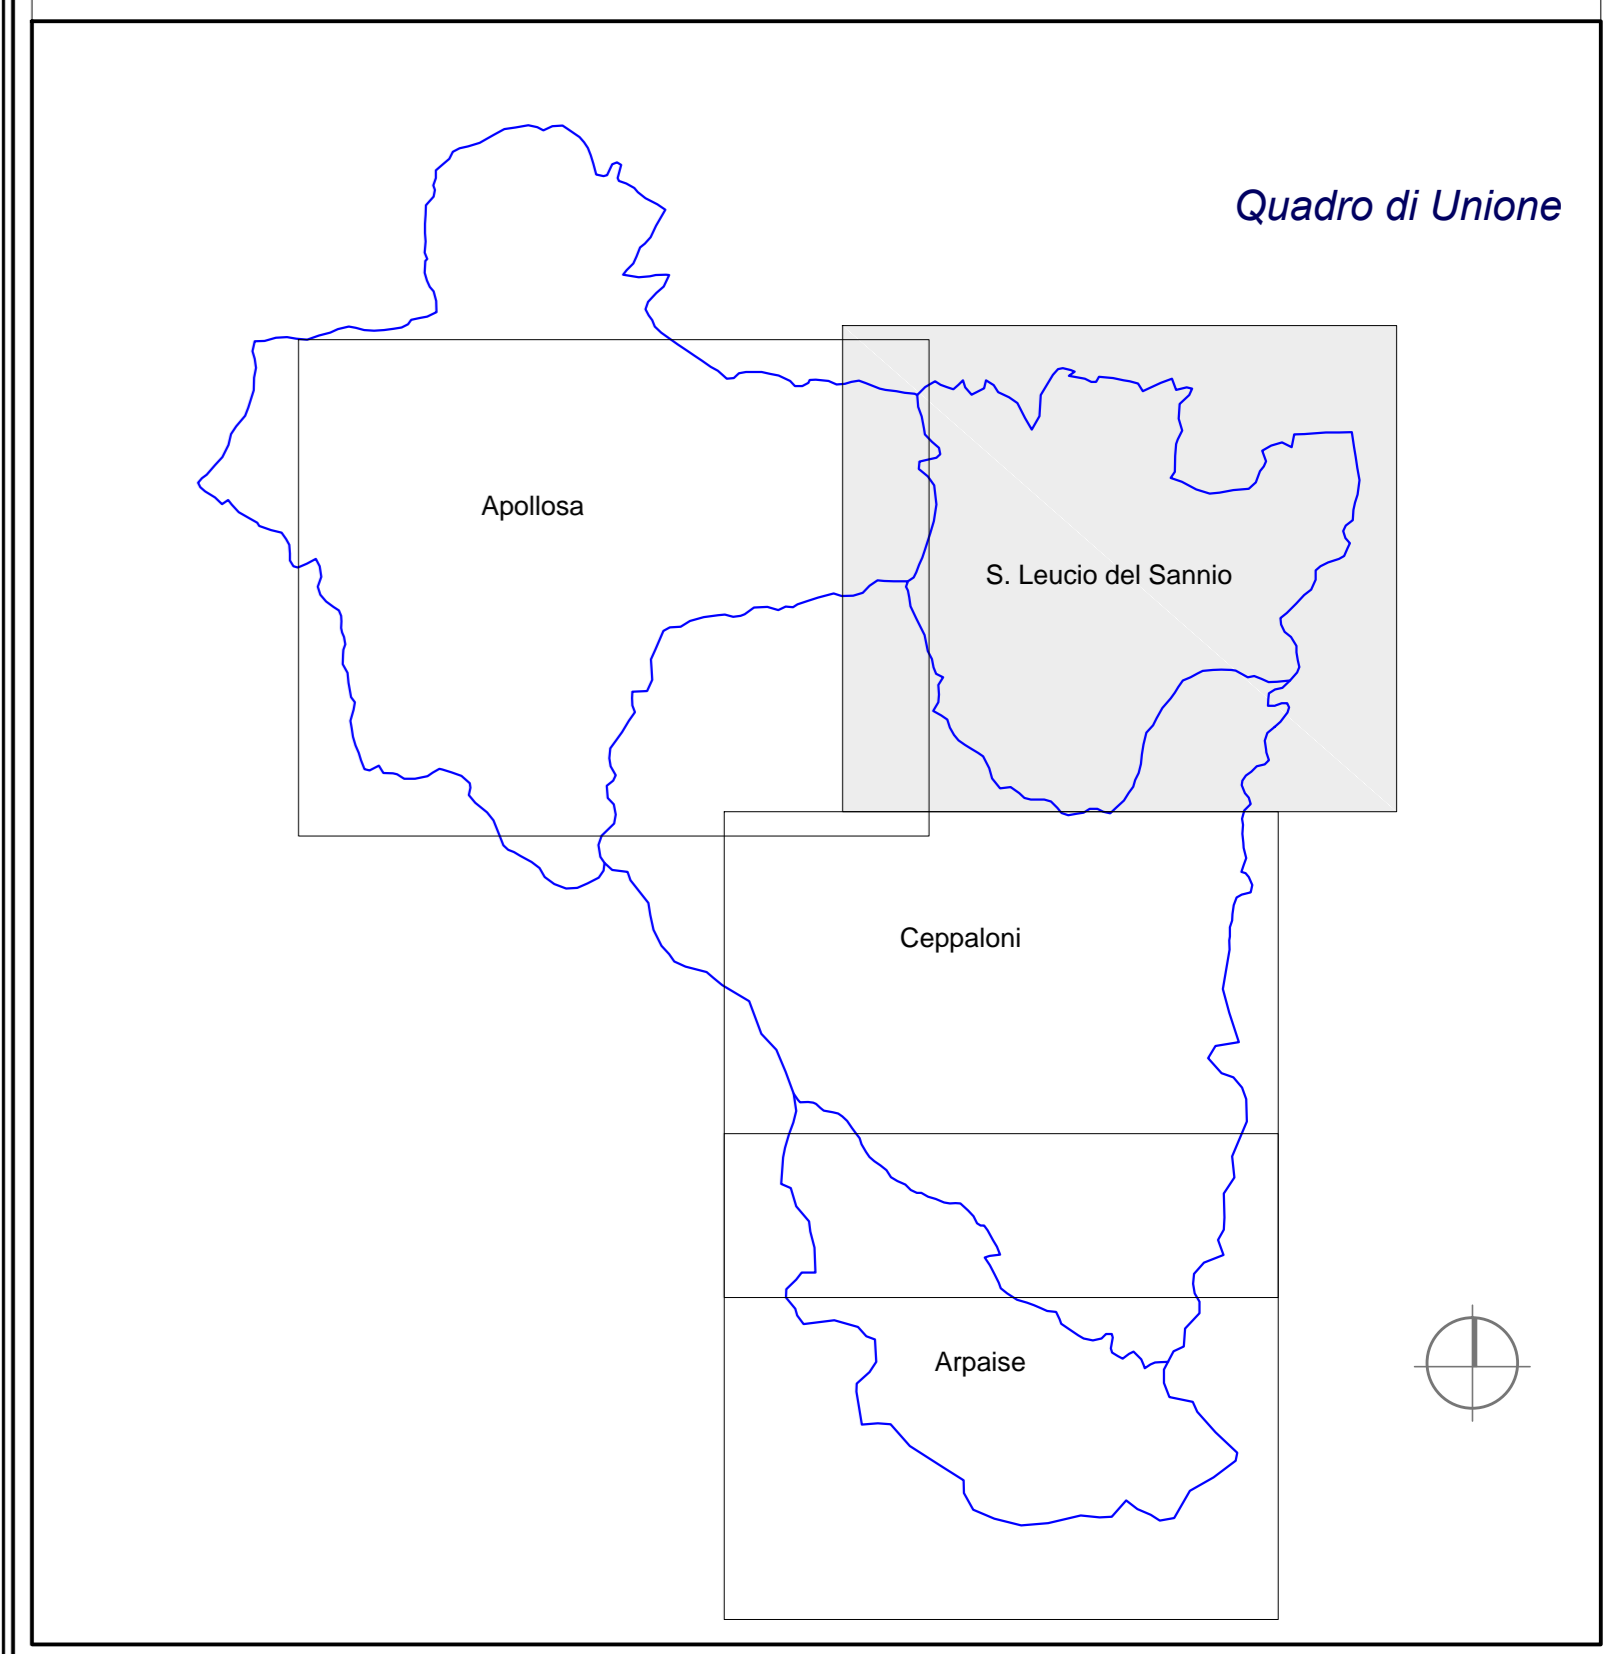 Quadro di Unione
Apollosa
S. Leucio del Sannio
Ceppaloni
Arpaise